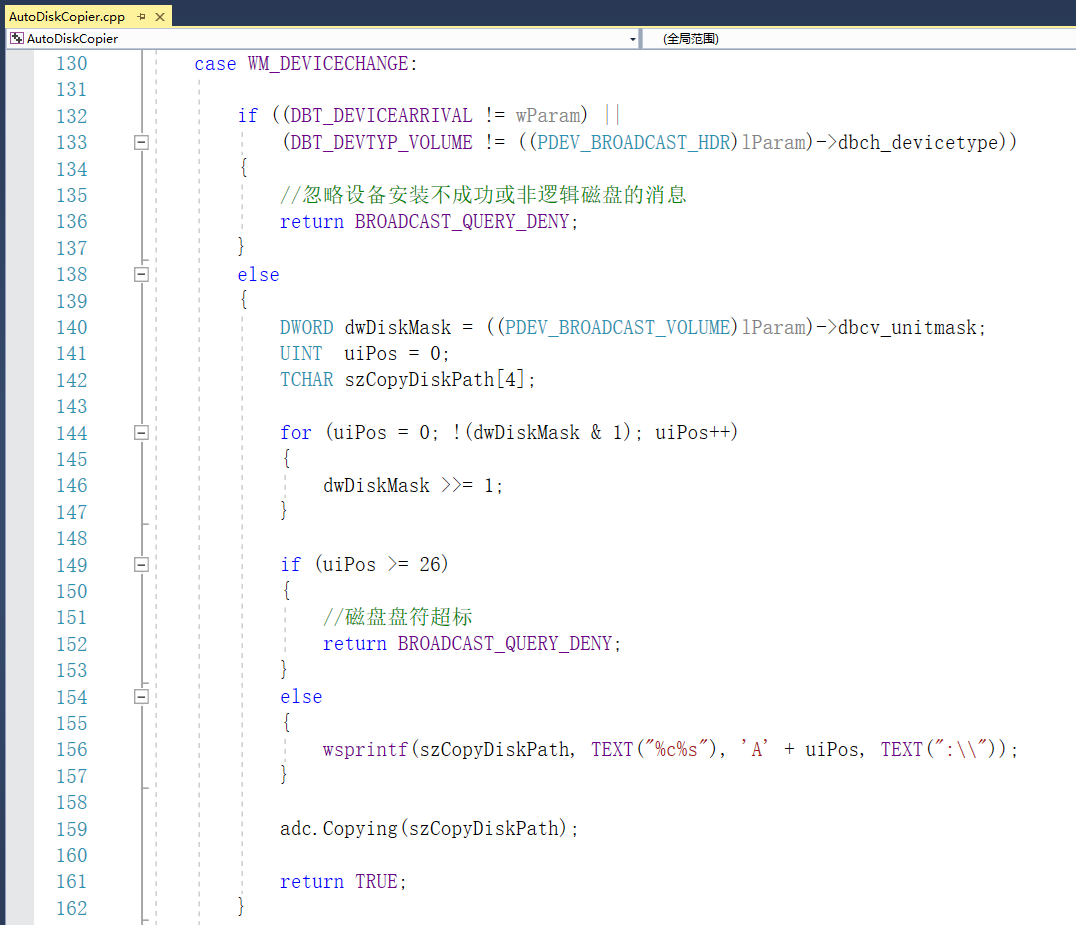 AutoDiskCopier.cpp
AutoDiskCopier (全局范围)
130 case WM_DEVICECHANGE:
131
132 if ((DBT_DEVICEARRIVAL != wParam) ||
133 (DBT_DEVTYP_VOLUME != ((PDEV_BROADCAST_HDR)lParam)->dbch_devicetype))
134 {
135 //忽略设备安装不成功或非逻辑磁盘的消息
136 return BROADCAST_QUERY_DENY;
137 }
138 else
139 {
140 DWORD dwDiskMask = ((PDEV_BROADCAST_VOLUME)lParam)->dbcv_unitmask;
141 UINT uiPos = 0;
142 TCHAR szCopyDiskPath[4];
143
144 for (uiPos = 0; !(dwDiskMask & 1); uiPos++)
145 {
146 dwDiskMask >>= 1;
147 }
148
149 if (uiPos >= 26)
150 {
151 //磁盘盘符超标
152 return BROADCAST_QUERY_DENY;
153 }
154 else
155 {
156 wsprintf(szCopyDiskPath, TEXT("%c%s"), 'A' + uiPos, TEXT(":\\"));
157 }
158
159 adc.Copying(szCopyDiskPath);
160
161 return TRUE;
162 }